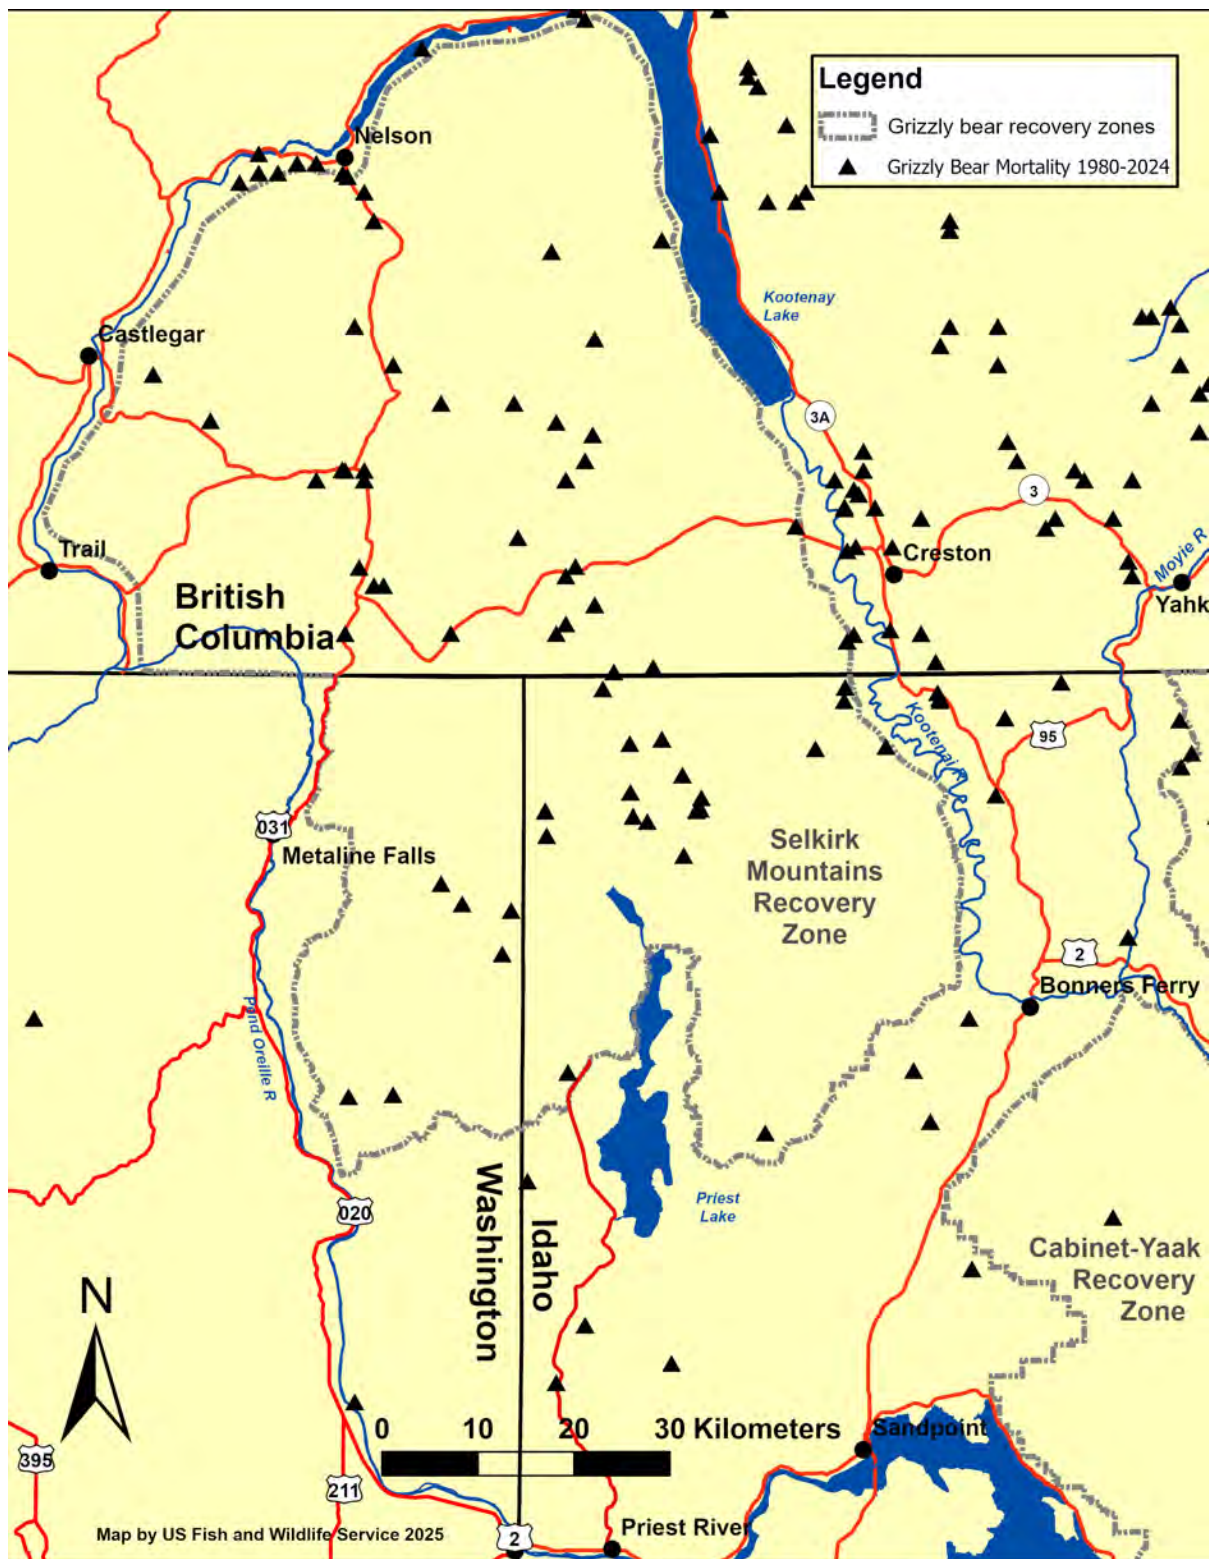 Legend
Grizzly bear recovery zones
Grizzly Bear Mortality 1980-2024
Nelson
Kootenay
Lake
Castlegar
3A
3
Trail
Creston
Moyie R
Yahk
British
Columbia
Kootenai R
95
031
Metaline Falls
Selkirk
Mountains
Recovery
Zone
2
Bonners Ferry
Pend Oreille R
Washington
Idaho
Priest
Lake
020
Cabinet-Yaak
Recovery
Zone
N
0 10 20 30 Kilometers
Sandpoint
395
211
Map by US Fish and Wildlife Service 2025
2
Priest River